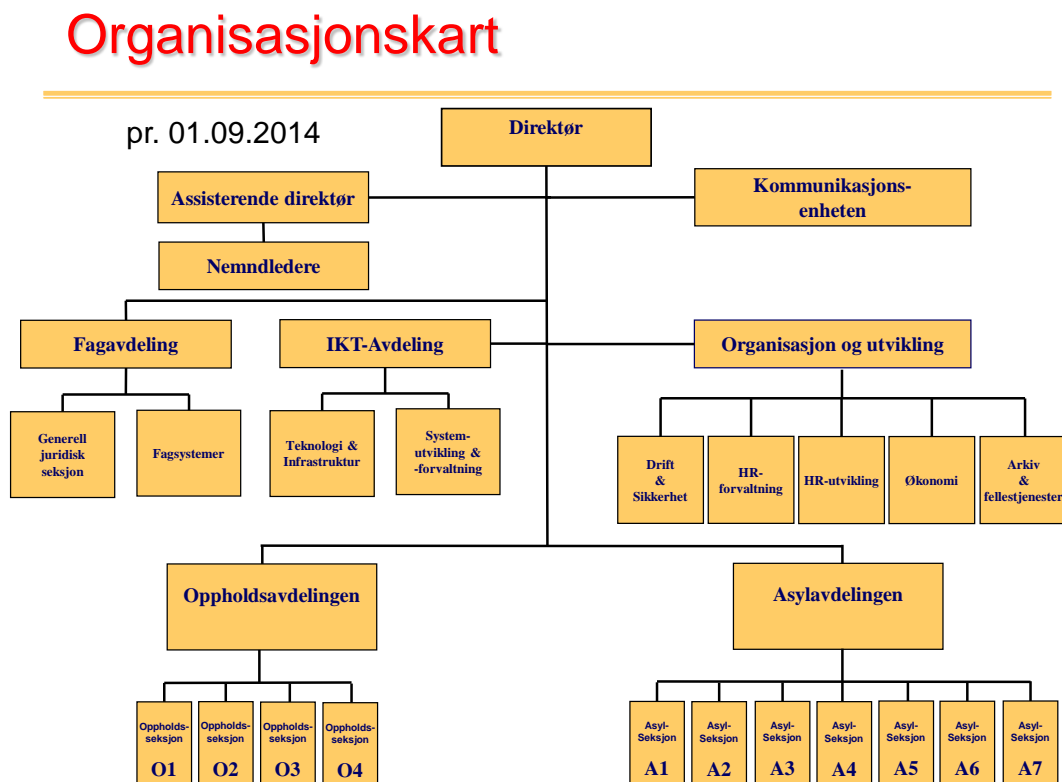 Organisasjonskart
pr. 01.09.2014
Direktør
Assisterende direktør
Kommunikasjons-
enheten
Nemndledere
Fagavdeling
IKT-Avdeling
Organisasjon og utvikling
Generell
juridisk
seksjon
Fagsystemer
Teknologi &
Infrastruktur
System-
utvikling &
-forvaltning
Drift
&
Sikkerhet
HR-
forvaltning
HR-utvikling
Økonomi
Arkiv
&
fellestjenester
Oppholdsavdelingen
Asylavdelingen
Oppholds-
seksjon
O1
Oppholds-
seksjon
O2
Oppholds-
seksjon
O3
Oppholds-
seksjon
O4
Asyl-
Seksjon
A1
Asyl-
Seksjon
A2
Asyl-
Seksjon
A3
Asyl-
Seksjon
A4
Asyl-
Seksjon
A5
Asyl-
Seksjon
A6
Asyl-
Seksjon
A7